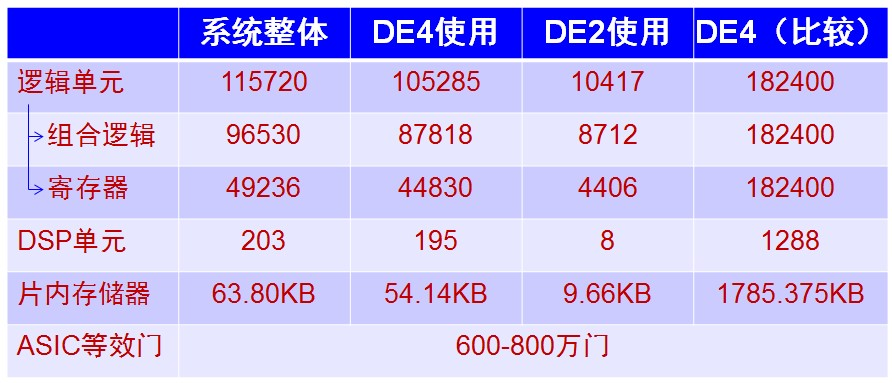 系统整体 DE4使用 DE2使用 DE4（比较）
逻辑单元 115720 105285 10417 182400
组合逻辑 96530 87818 8712 182400
寄存器 49236 44830 4406 182400
DSP单元 203 195 8 1288
片内存储器 63.80KB 54.14KB 9.66KB 1785.375KB
ASIC等效门 600-800万门